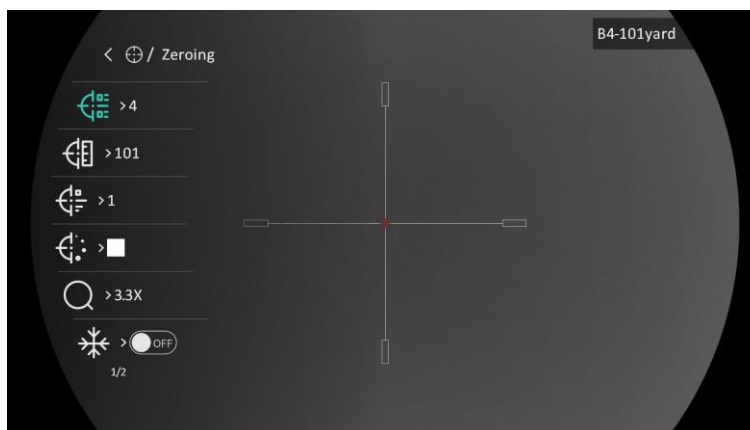 B4-101yard
< / Zeroing
>4
>101
>1
>
>3.3X
> OFF
1/2